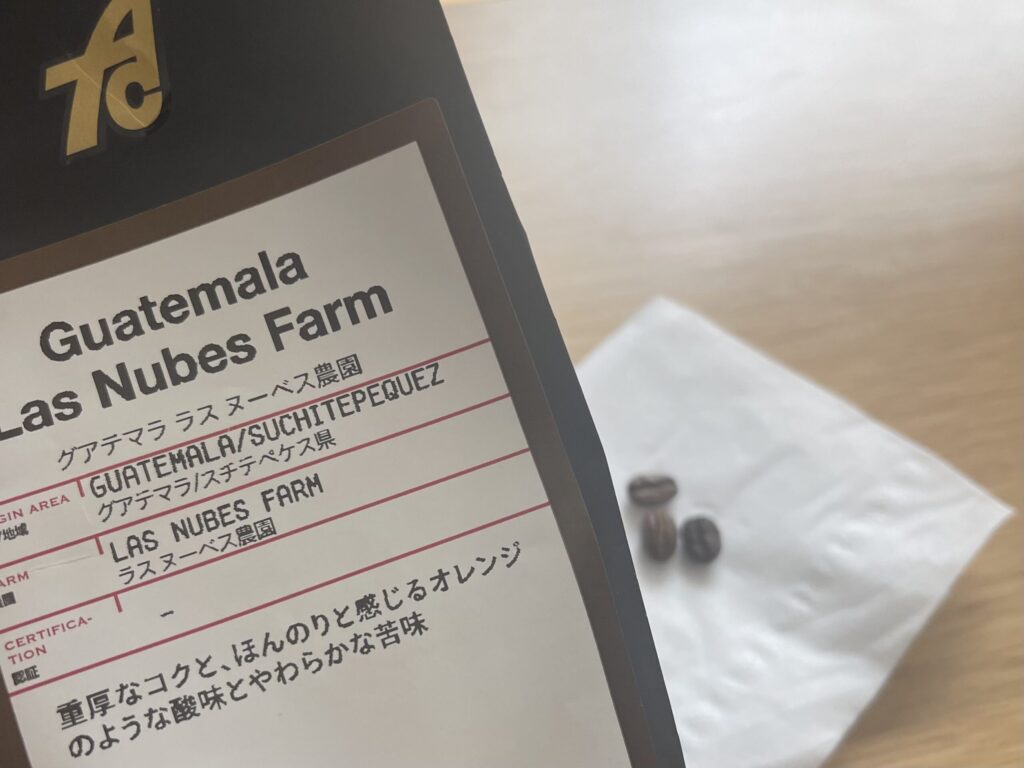 ATC
Guatemala
Las Nubes Farm
グアテマラ ラス ヌーベス農園
GUATEMALA/SUCHITEPEQUEZ
グアテマラ/スチテペケス県
GIN AREA
/地域
LAS NUBES FARM
ラス ヌーベス農園
ARM
農園
CERTIFICA-
TION
認証
–
重厚なコクと、ほんのりと感じるオレンジ
のような酸味とやわらかな苦味